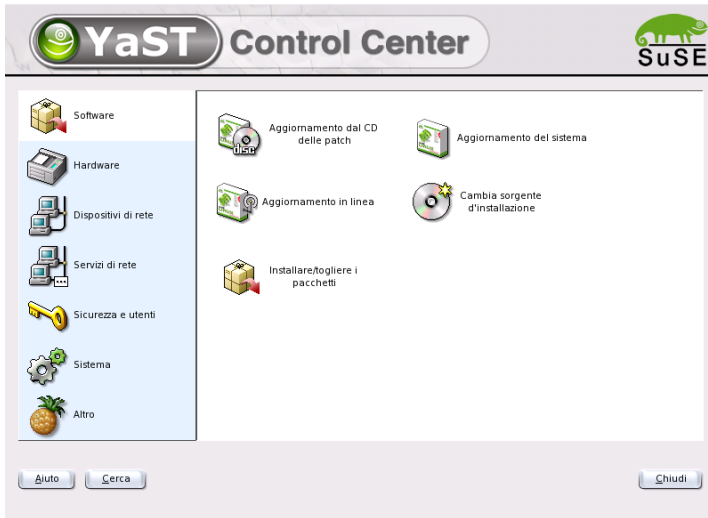 YaST Control Center
SuSE
Software
Hardware
Dispositivi di rete
Servizi di rete
Sicurezza e utenti
Sistema
Altro
Aggiornamento dal CD
delle patch
disc
Aggiornamento del sistema
Aggiornamento in linea
Cambia sorgente
d'installazione
Installare/togliere i
pacchetti
Aiuto
Cerca
Chiudi